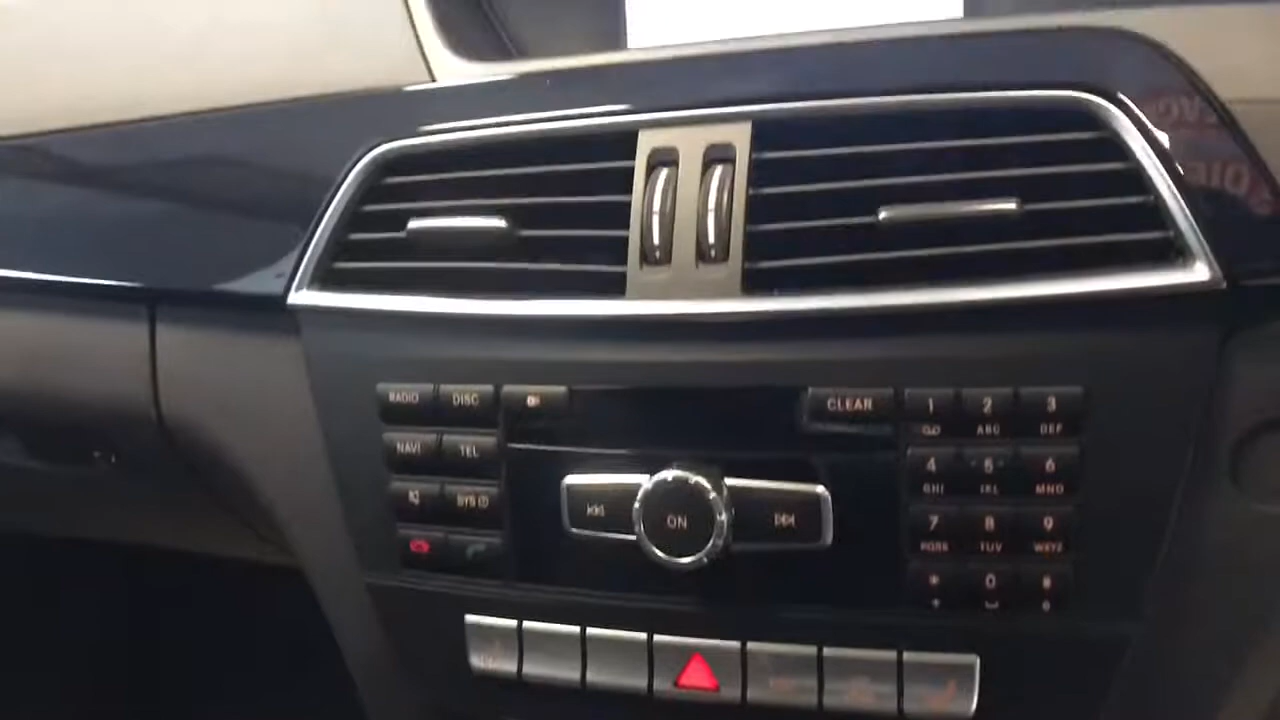 RADIO DISC CLEAR 1 2 3
ABC DEF
NAVI TEL 4 5 6
GHI JKL MNO
SYS ON 7 8 9
PQRS TUV WXYZ
* 0 #
+